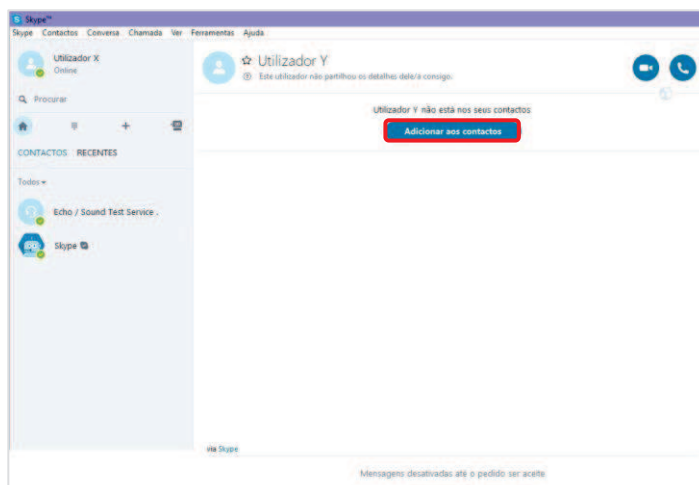 Skype™
Skype Contactos Conversa Chamada Ver Ferramentas Ajuda
Utilizador X
Online
Procurar
CONTACTOS RECENTES
Todos
Echo / Sound Test Service .
Skype
Utilizador Y
Este utilizador não partilhou os detalhes dele/a consigo.
Utilizador Y não está nos seus contactos
Adicionar aos contactos
via Skype
Mensagens desativadas até o pedido ser aceite